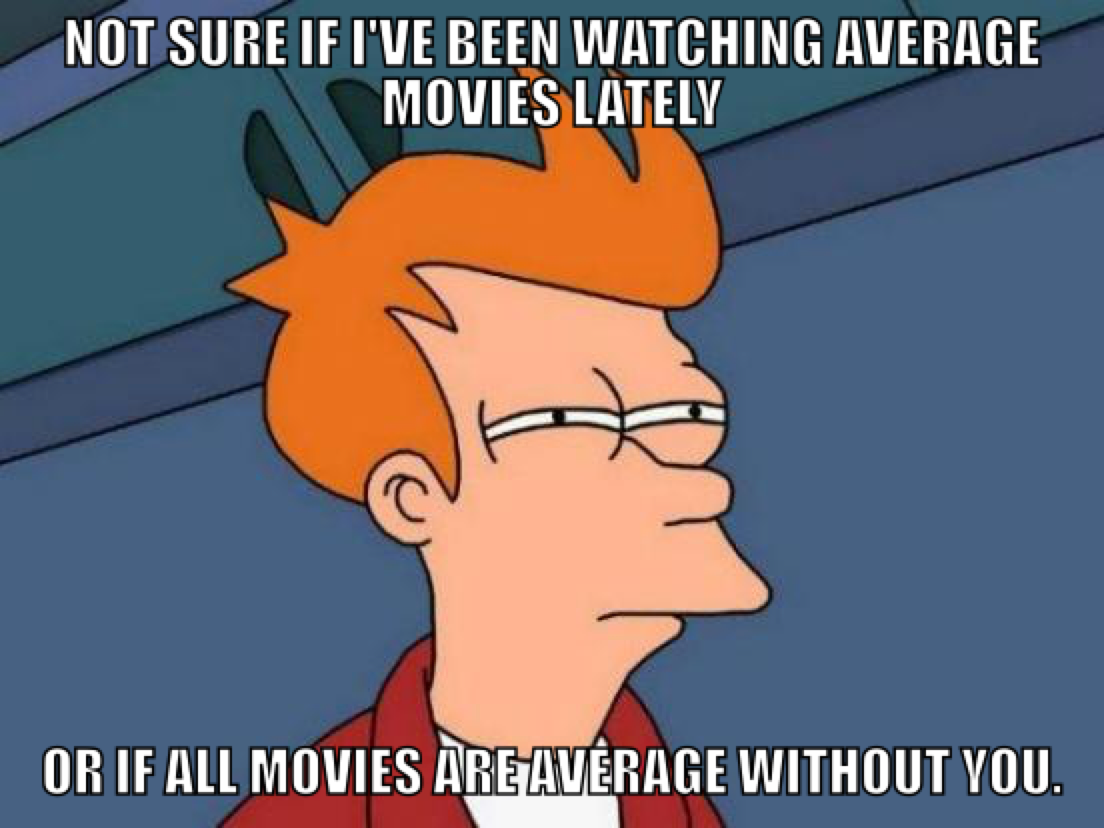 NOT SURE IF I'VE BEEN WATCHING AVERAGE
MOVIES LATELY
OR IF ALL MOVIES ARE AVERAGE WITHOUT YOU.